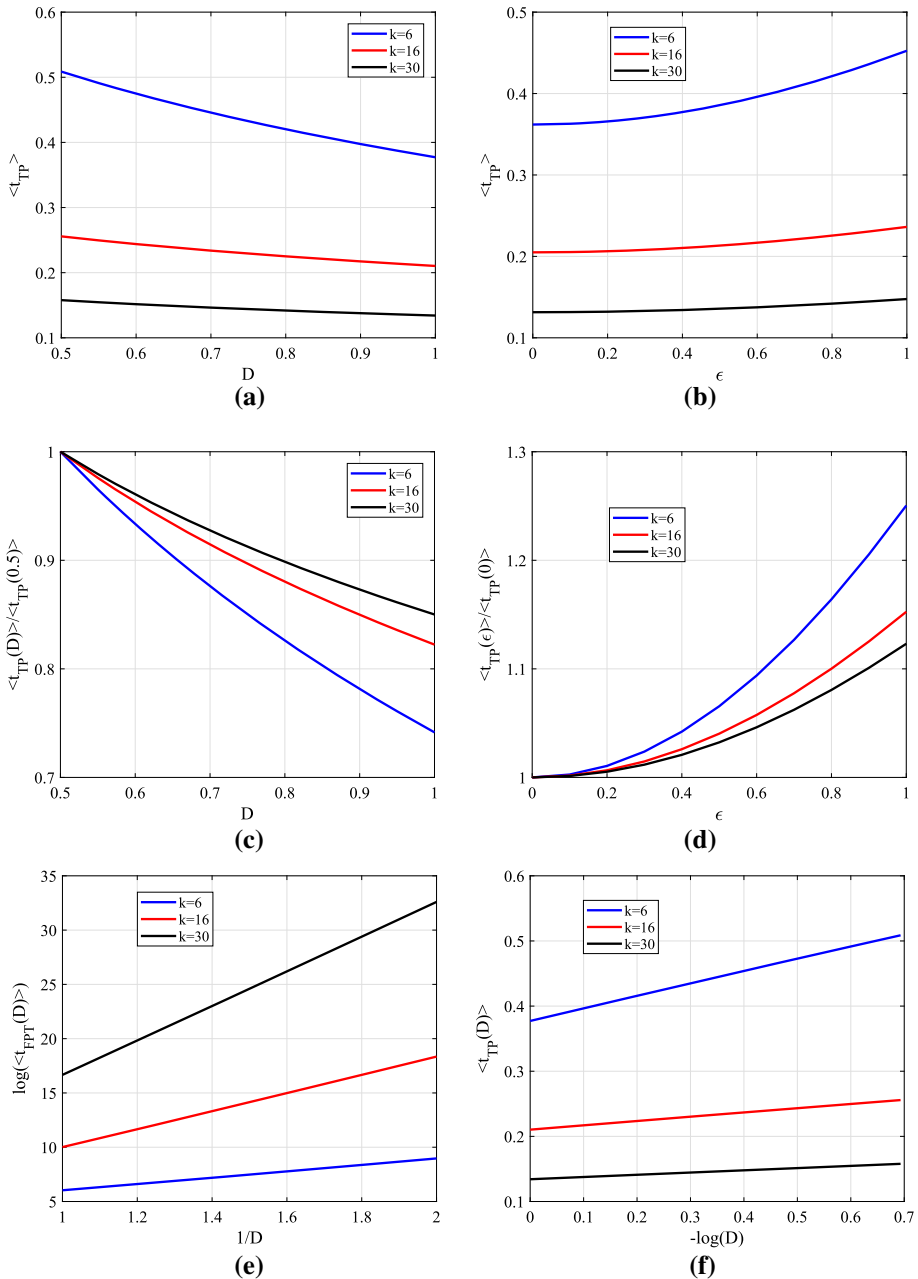 0.6
0.5
0.4
0.3
0.2
0.1
<t_TP>
k=6
k=16
k=30
0.5
0.6
0.7
0.8
0.9
1
D
(a)
0.5
0.4
0.3
0.2
0.1
<t_TP>
k=6
k=16
k=30
0
0.2
0.4
0.6
0.8
1
ϵ
(b)
1
0.9
0.8
0.7
<t_TP(D)>/<t_TP(0.5)>
k=6
k=16
k=30
0.5
0.6
0.7
0.8
0.9
1
D
(c)
1.3
1.2
1.1
1
<t_TP(ϵ)>/<t_TP(0)>
k=6
k=16
k=30
0
0.2
0.4
0.6
0.8
1
ϵ
(d)
35
30
25
20
15
10
5
log(<t_FPT(D)>)
k=6
k=16
k=30
1
1.2
1.4
1.6
1.8
2
1/D
(e)
0.6
0.5
0.4
0.3
0.2
0.1
<t_TP(D)>
k=6
k=16
k=30
0
0.1
0.2
0.3
0.4
0.5
0.6
0.7
-log(D)
(f)